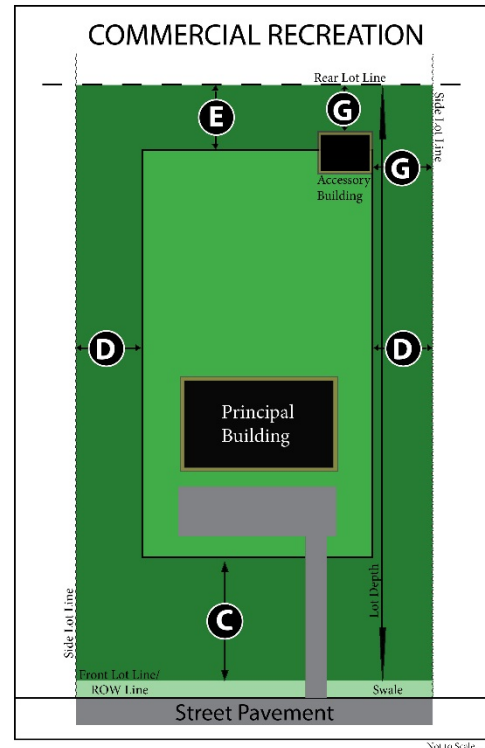 COMMERCIAL RECREATION
Rear Lot Line
Side Lot Line
E
G
G
Accessory
Building
D
D
Principal
Building
Lot Depth
C
Side Lot Line
Front Lot Line/
ROW Line
Swale
Street Pavement
Not to Scale